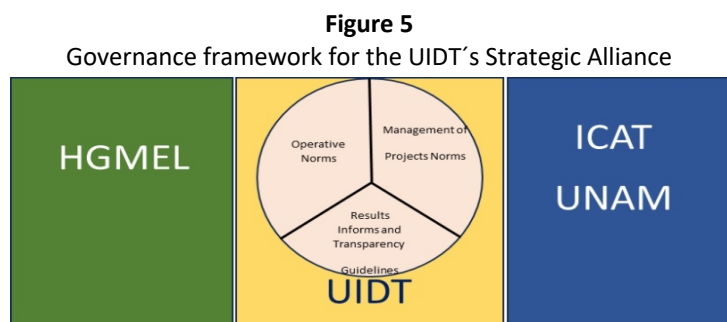 Figure 5
Governance framework for the UIDT´s Strategic Alliance
HGMEL
Operative
Norms
Management of
Projects Norms
Results
Informs and
Transparency
Guidelines
UIDT
ICAT
UNAM